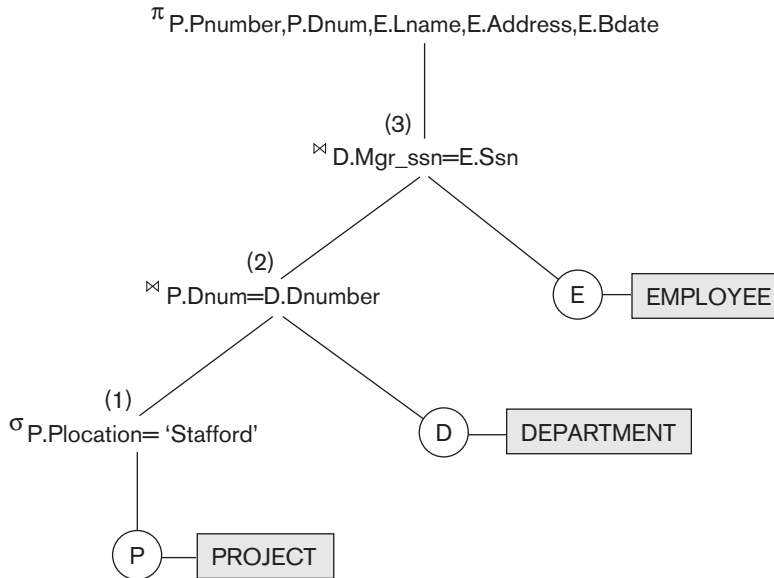 π P.Pnumber,P.Dnum,E.Lname,E.Address,E.Bdate
(3)
⋈ D.Mgr_ssn=E.Ssn
(2)
⋈ P.Dnum=D.Dnumber
E
EMPLOYEE
(1)
σ P.Plocation= ‘Stafford’
D
DEPARTMENT
P
PROJECT